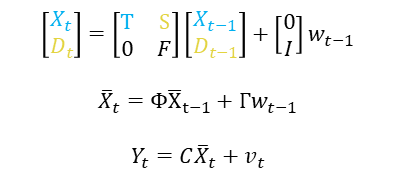 [X_t D_t] = [T S 0 F] [X_{t-1} D_{t-1}] + [0 I] w_{t-1}
X̄_t = ΦX̄_{t-1} + Γw_{t-1}
Y_t = CX̄_t + v_t